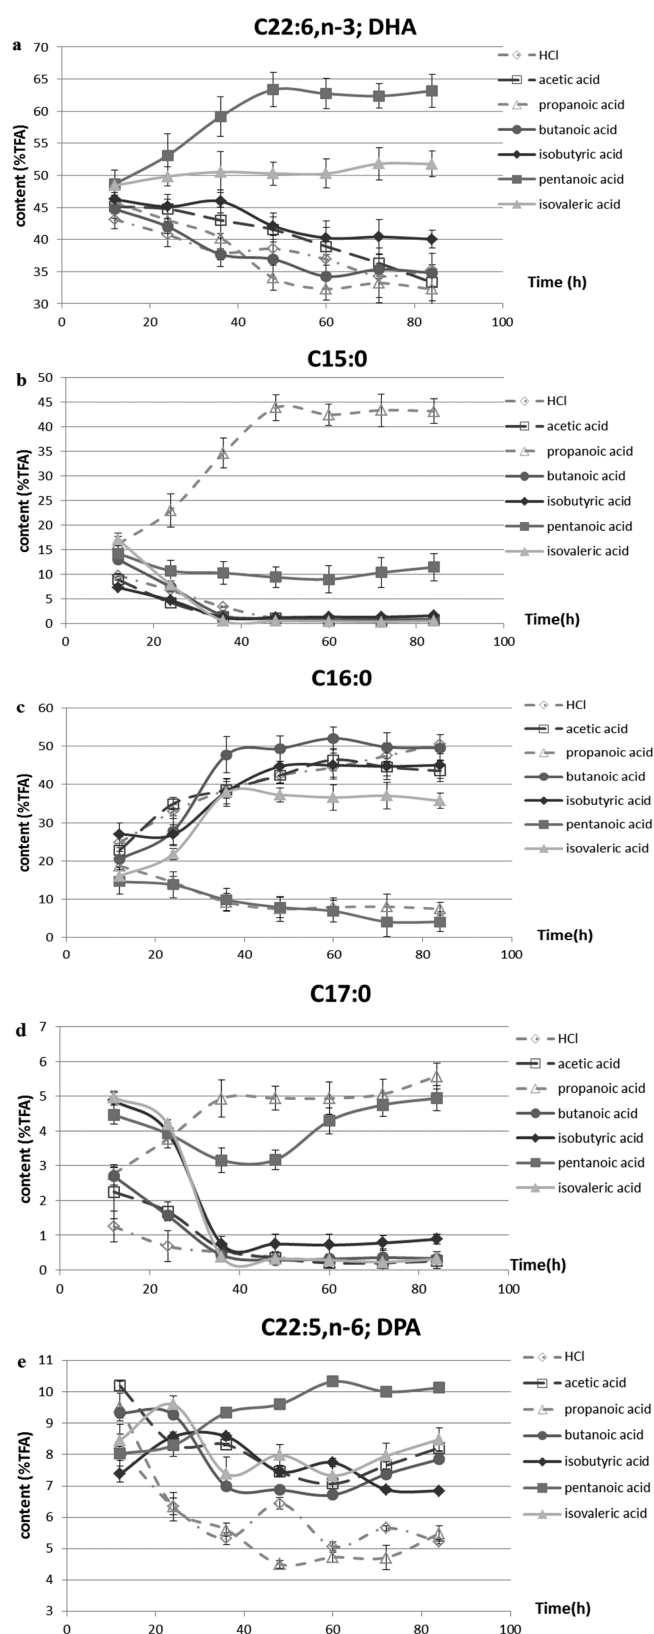 C22:6,n-3; DHA
a
70
65
60
55
50
45
40
35
30
content (%TFA)
0 20 40 60 80 100
Time (h)
HCl
acetic acid
propanoic acid
butanoic acid
isobutyric acid
pentanoic acid
isovaleric acid
C15:0
b
50
45
40
35
30
25
20
15
10
5
0
content (%TFA)
0 20 40 60 80 100
Time(h)
HCl
acetic acid
propanoic acid
butanoic acid
isobutyric acid
pentanoic acid
isovaleric acid
C16:0
c
60
50
40
30
20
10
0
content (%TFA)
0 20 40 60 80 100
Time(h)
HCl
acetic acid
propanoic acid
butanoic acid
isobutyric acid
pentanoic acid
isovaleric acid
C17:0
d
7
6
5
4
3
2
1
0
content (%TFA)
0 20 40 60 80 100
Time(h)
HCl
acetic acid
propanoic acid
butanoic acid
isobutyric acid
pentanoic acid
isovaleric acid
C22:5,n-6; DPA
e
11
10
9
8
7
6
5
4
3
content (%TFA)
0 20 40 60 80 100
Time(h)
HCl
acetic acid
propanoic acid
butanoic acid
isobutyric acid
pentanoic acid
isovaleric acid